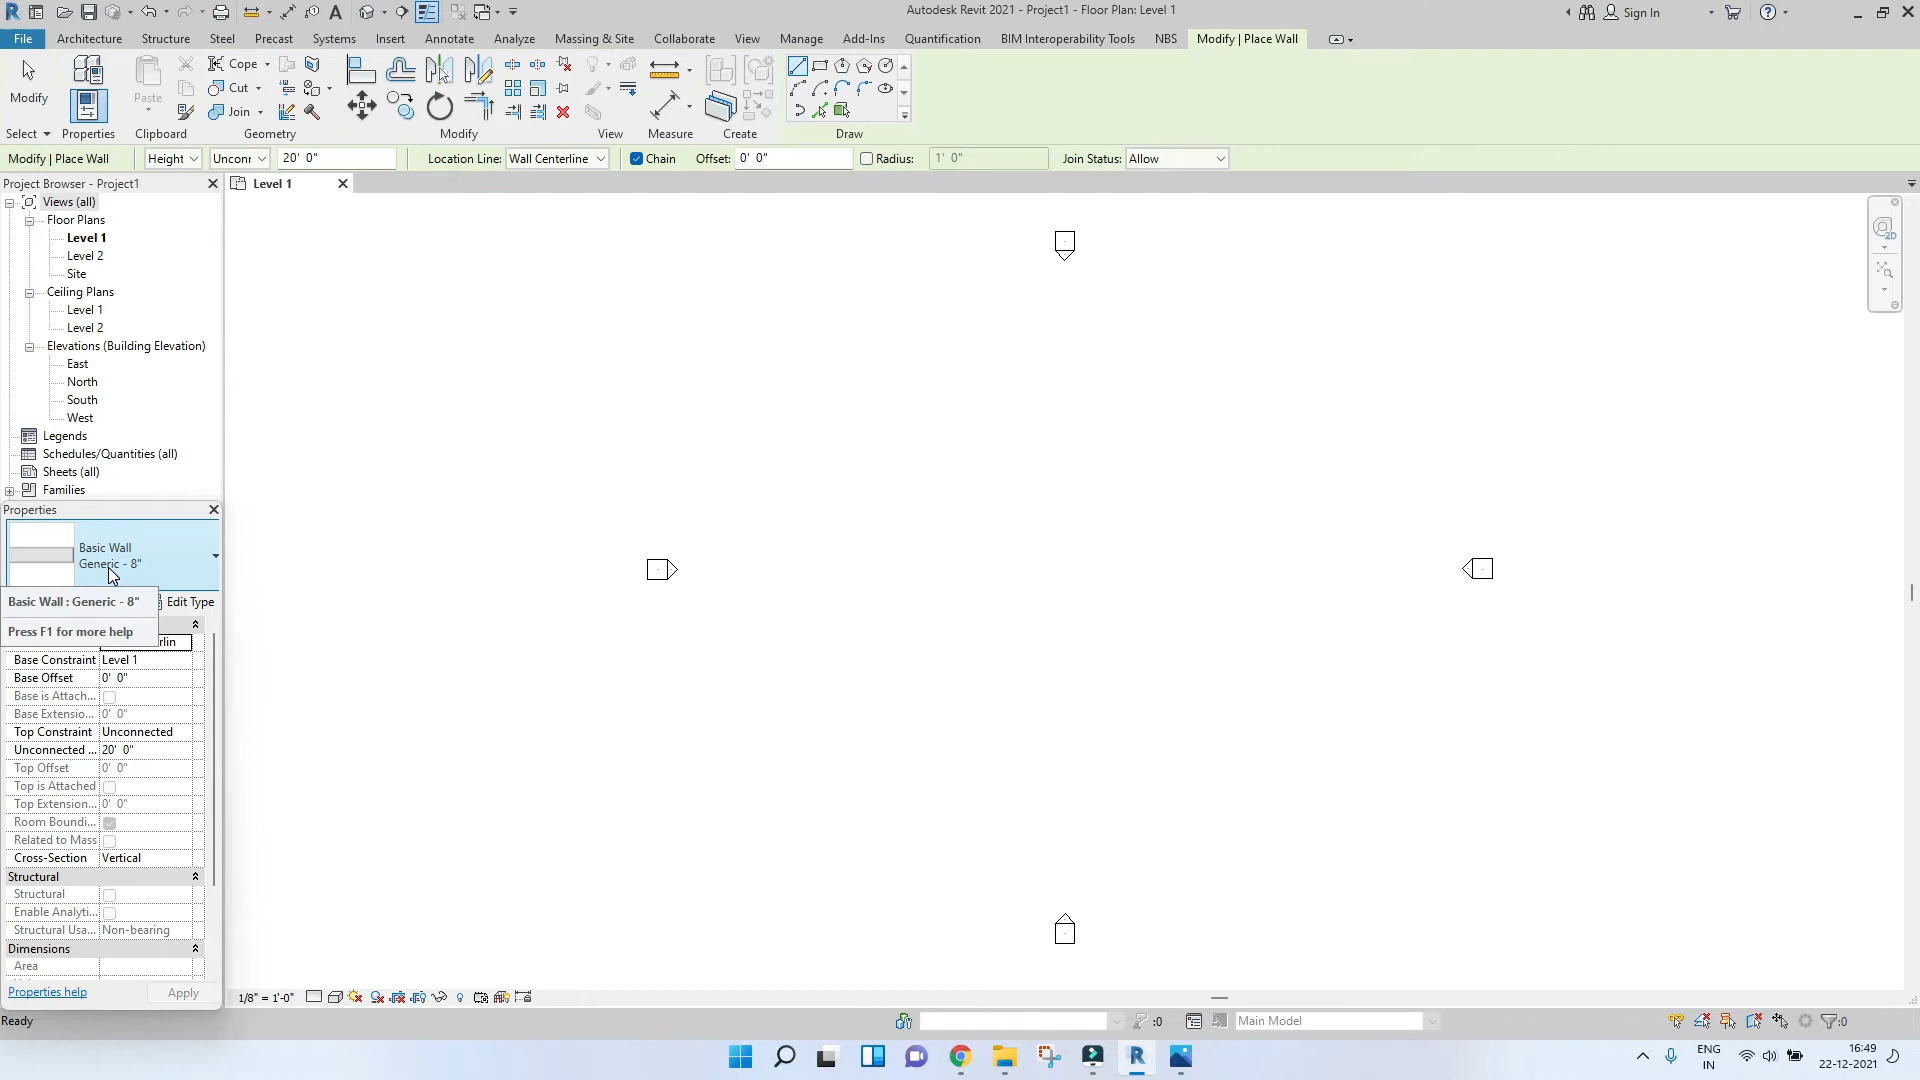 Autodesk Revit 2021 - Project1 - Floor Plan: Level 1
Sign In
File Architecture Structure Steel Precast Systems Insert Annotate Analyze Massing & Site Collaborate View Manage Add-Ins Quantification BIM Interoperability Tools NBS Modify | Place Wall
Modify
Paste
Cope
Cut
Join
Select Properties Clipboard Geometry Modify View Measure Create Draw
Modify | Place Wall Height Unconr 20' 0" Location Line: Wall Centerline Chain Offset: 0' 0" Radius: 1' 0" Join Status: Allow
Project Browser - Project1
Level 1
Views (all)
Floor Plans
Level 1
Level 2
Site
Ceiling Plans
Level 1
Level 2
Elevations (Building Elevation)
East
North
South
West
Legends
Schedules/Quantities (all)
Sheets (all)
Families
Properties
Basic Wall
Generic - 8"
Basic Wall : Generic - 8"
Edit Type
Press F1 for more help
rlin
Base Constraint Level 1
Base Offset 0' 0"
Base is Attach...
Base Extensio... 0' 0"
Top Constraint Unconnected
Unconnected ... 20' 0"
Top Offset 0' 0"
Top is Attached
Top Extension... 0' 0"
Room Boundi...
Related to Mass
Cross-Section Vertical
Structural
Structural
Enable Analyti...
Structural Usa... Non-bearing
Dimensions
Area
Properties help Apply
1/8" = 1'-0"
Ready
:0
Main Model
:0
2D
ENG
IN
16:49
22-12-2021